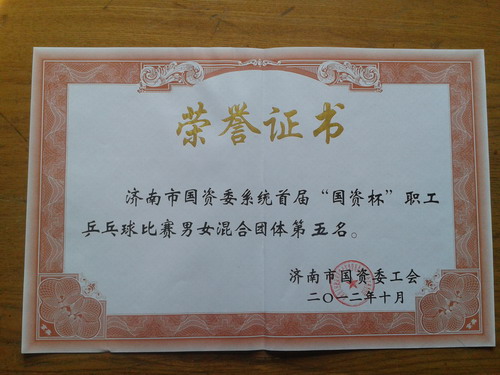 荣誉证书
济南市国资委系统首届“国资杯”职工
乒乓球比赛男女混合团体第五名。
济南市国资委工会
二〇一二年十月